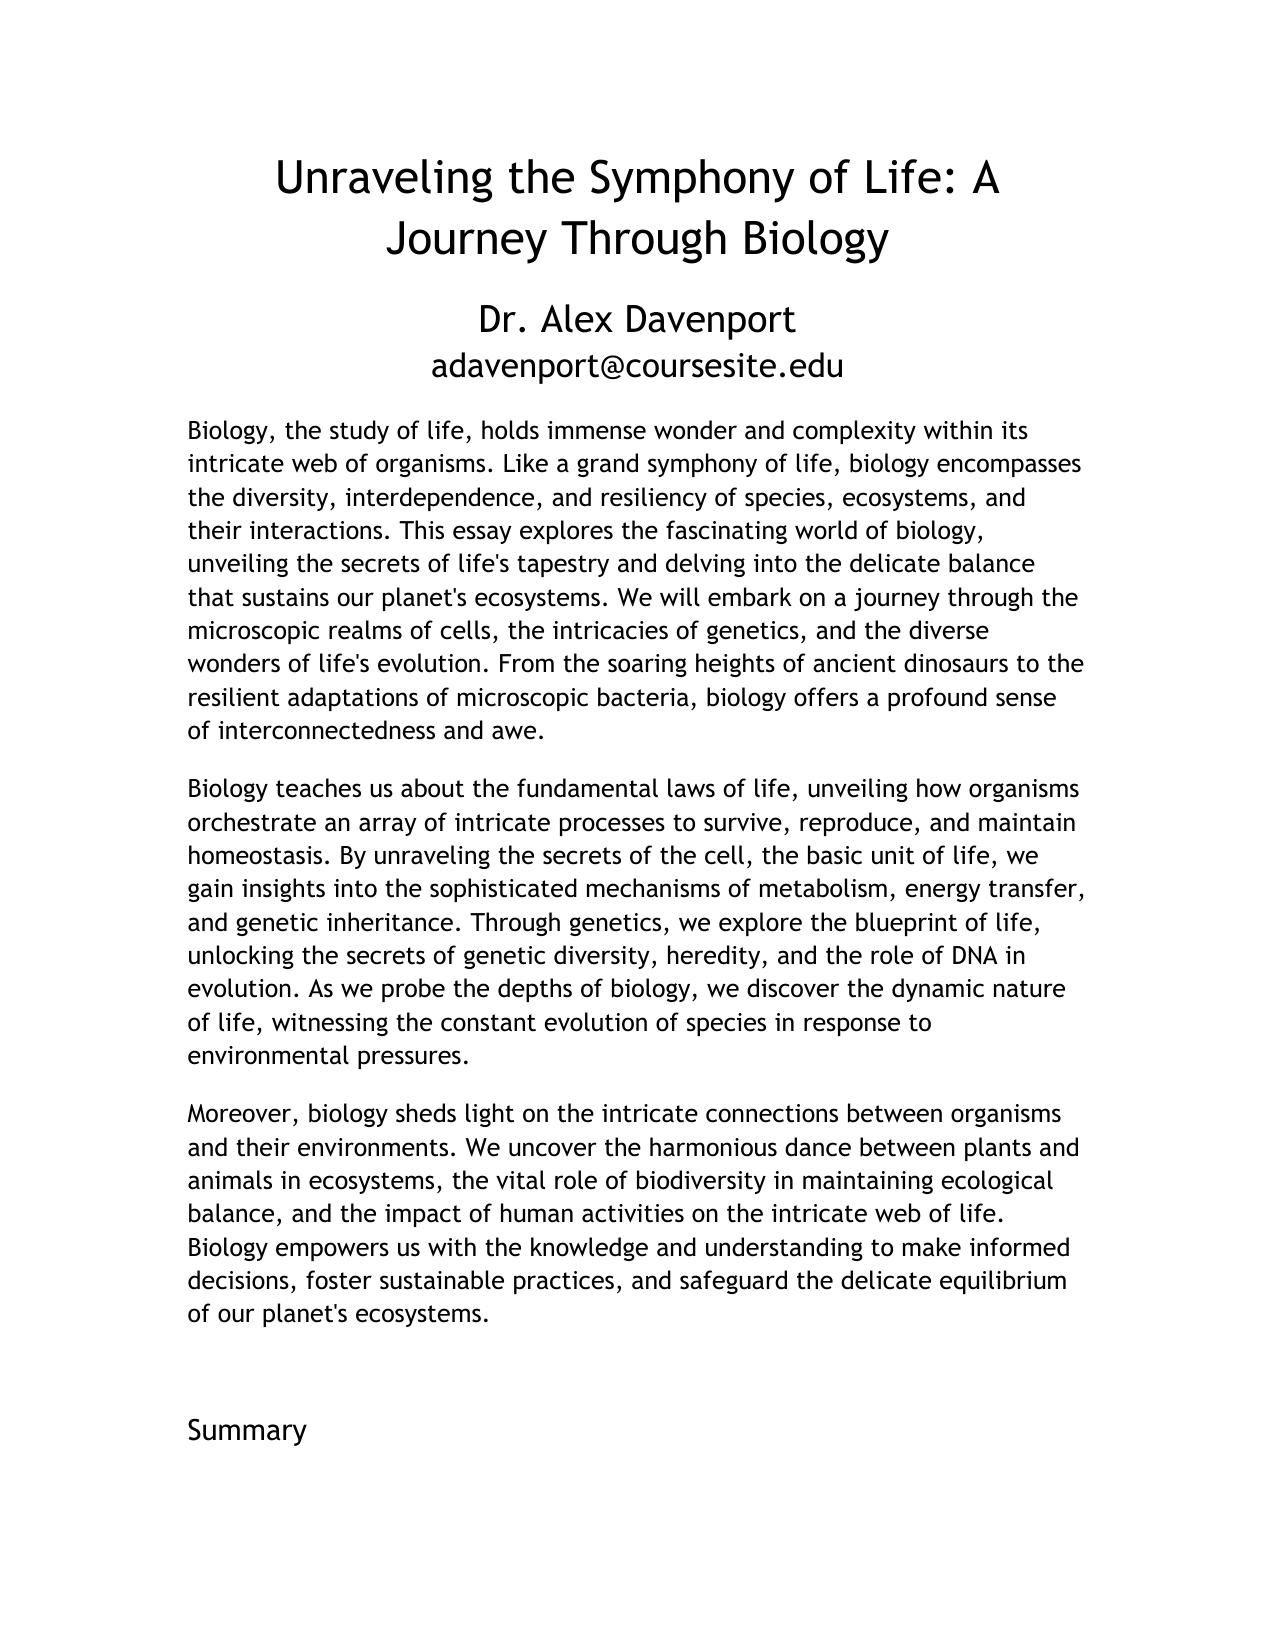 Unraveling the Symphony of Life: A
Journey Through Biology
Dr. Alex Davenport
adavenport@coursesite.edu
Biology, the study of life, holds immense wonder and complexity within its
intricate web of organisms. Like a grand symphony of life, biology encompasses
the diversity, interdependence, and resiliency of species, ecosystems, and
their interactions. This essay explores the fascinating world of biology,
unveiling the secrets of life's tapestry and delving into the delicate balance
that sustains our planet's ecosystems. We will embark on a journey through the
microscopic realms of cells, the intricacies of genetics, and the diverse
wonders of life's evolution. From the soaring heights of ancient dinosaurs to the
resilient adaptations of microscopic bacteria, biology offers a profound sense
of interconnectedness and awe.
Biology teaches us about the fundamental laws of life, unveiling how organisms
orchestrate an array of intricate processes to survive, reproduce, and maintain
homeostasis. By unraveling the secrets of the cell, the basic unit of life, we
gain insights into the sophisticated mechanisms of metabolism, energy transfer,
and genetic inheritance. Through genetics, we explore the blueprint of life,
unlocking the secrets of genetic diversity, heredity, and the role of DNA in
evolution. As we probe the depths of biology, we discover the dynamic nature
of life, witnessing the constant evolution of species in response to
environmental pressures.
Moreover, biology sheds light on the intricate connections between organisms
and their environments. We uncover the harmonious dance between plants and
animals in ecosystems, the vital role of biodiversity in maintaining ecological
balance, and the impact of human activities on the intricate web of life.
Biology empowers us with the knowledge and understanding to make informed
decisions, foster sustainable practices, and safeguard the delicate equilibrium
of our planet's ecosystems.
Summary